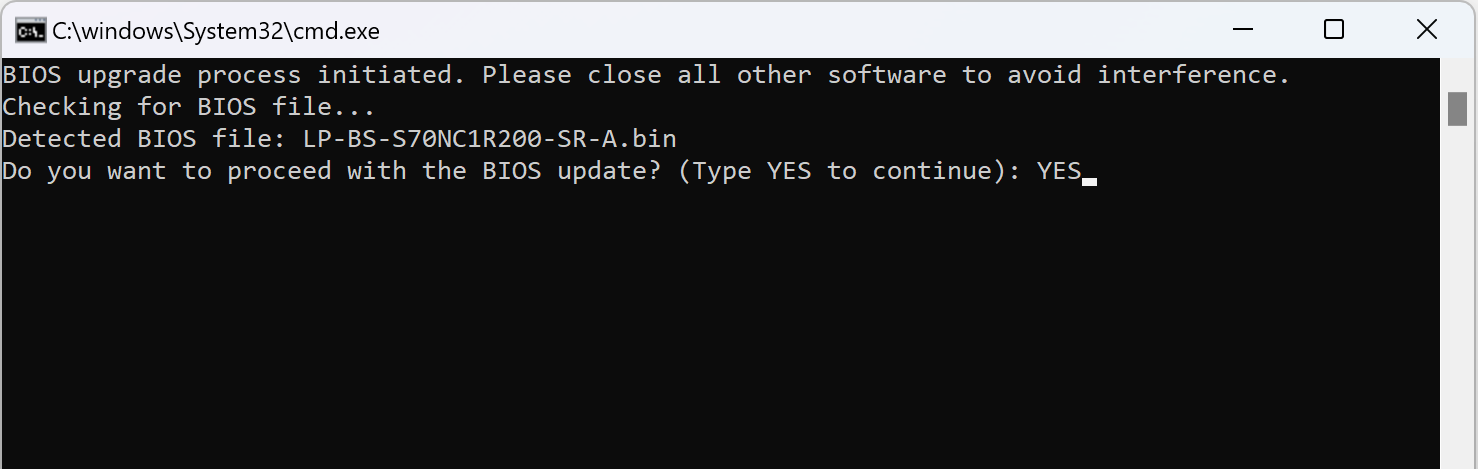 C:\windows\System32\cmd.exe
BIOS upgrade process initiated. Please close all other software to avoid interference.
Checking for BIOS file...
Detected BIOS file: LP-BS-S70NC1R200-SR-A.bin
Do you want to proceed with the BIOS update? (Type YES to continue): YES